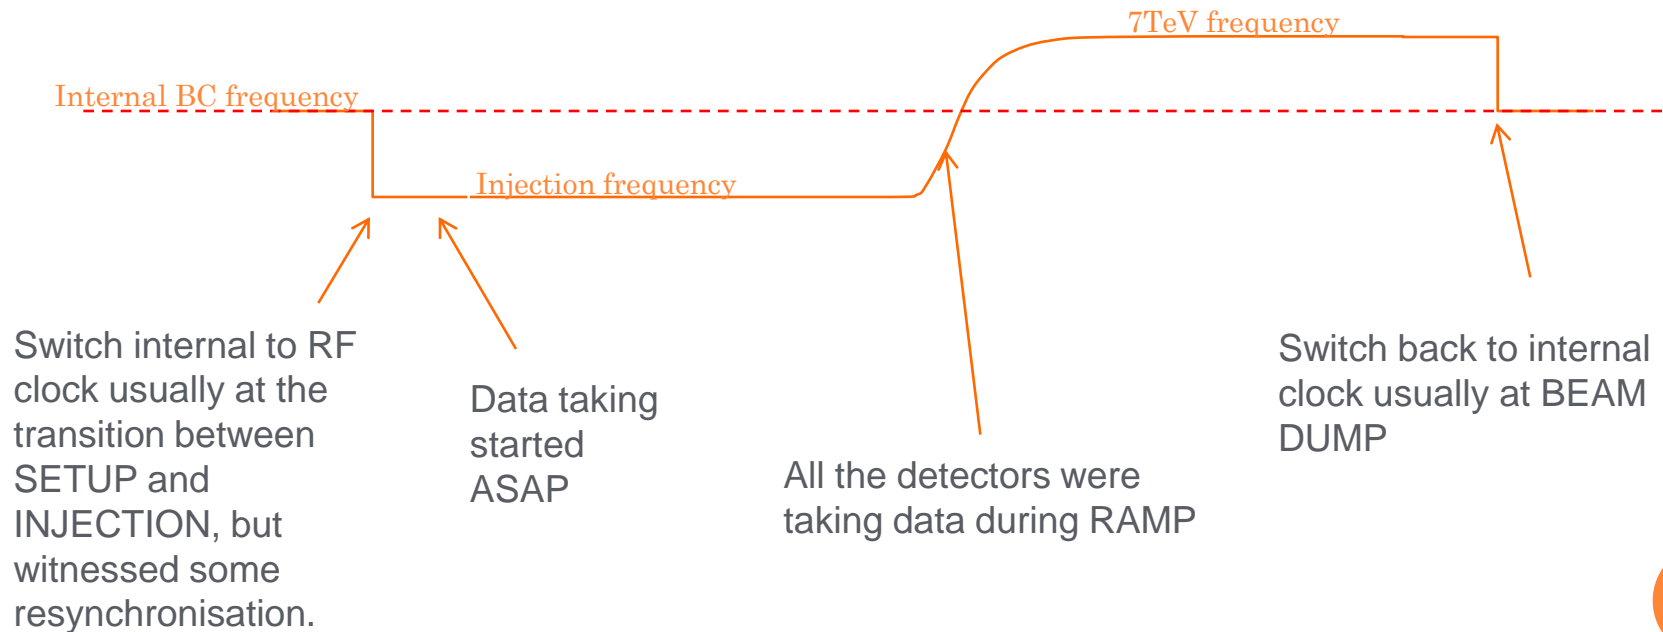 7TeV frequency
Internal BC frequency
Injection frequency
Switch internal to RF
clock usually at the
transition between
SETUP and
INJECTION, but
witnessed some
resynchronisation.
Data taking
started
ASAP
All the detectors were
taking data during RAMP
Switch back to internal
clock usually at BEAM
DUMP